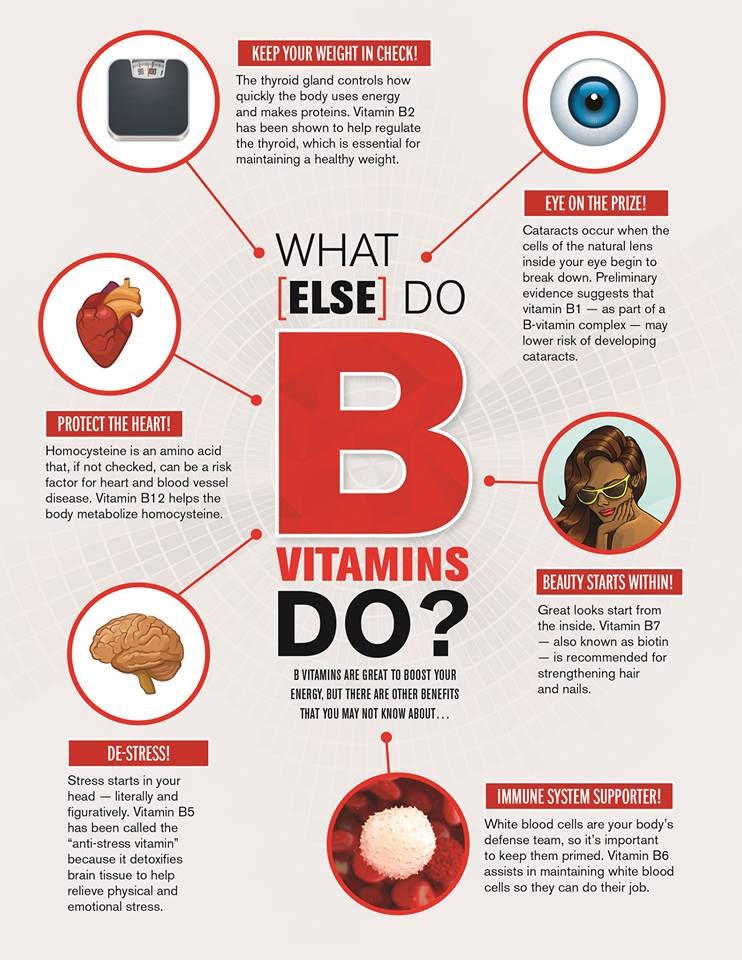 KEEP YOUR WEIGHT IN CHECK!
The thyroid gland controls how
quickly the body uses energy
and makes proteins. Vitamin B2
has been shown to help regulate
the thyroid, which is essential for
maintaining a healthy weight.
EYE ON THE PRIZE!
Cataracts occur when the
cells of the natural lens
inside your eye begin to
break down. Preliminary
evidence suggests that
vitamin B1 — as part of a
B-vitamin complex — may
lower risk of developing
cataracts.
WHAT
[ELSE] DO
B
VITAMINS
DO?
B VITAMINS ARE GREAT TO BOOST YOUR
ENERGY, BUT THERE ARE OTHER BENEFITS
THAT YOU MAY NOT KNOW ABOUT...
PROTECT THE HEART!
Homocysteine is an amino acid
that, if not checked, can be a risk
factor for heart and blood vessel
disease. Vitamin B12 helps the
body metabolize homocysteine.
BEAUTY STARTS WITHIN!
Great looks start from
the inside. Vitamin B7
— also known as biotin
— is recommended for
strengthening hair
and nails.
DE-STRESS!
Stress starts in your
head — literally and
figuratively. Vitamin B5
has been called the
“anti-stress vitamin”
because it detoxifies
brain tissue to help
relieve physical and
emotional stress.
IMMUNE SYSTEM SUPPORTER!
White blood cells are your body’s
defense team, so it’s important
to keep them primed. Vitamin B6
assists in maintaining white blood
cells so they can do their job.